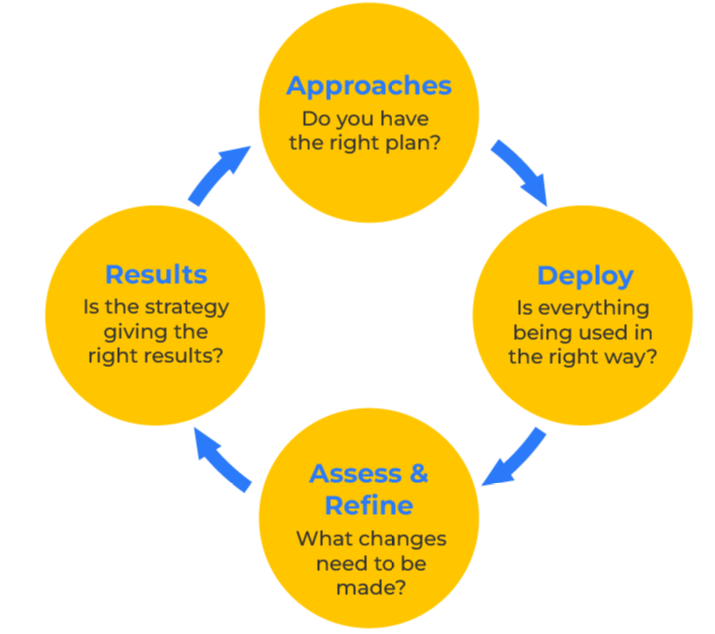 Approaches
Do you have
the right plan?
Deploy
Is everything
being used in
the right way?
Assess &
Refine
What changes
need to be
made?
Results
Is the strategy
giving the
right results?